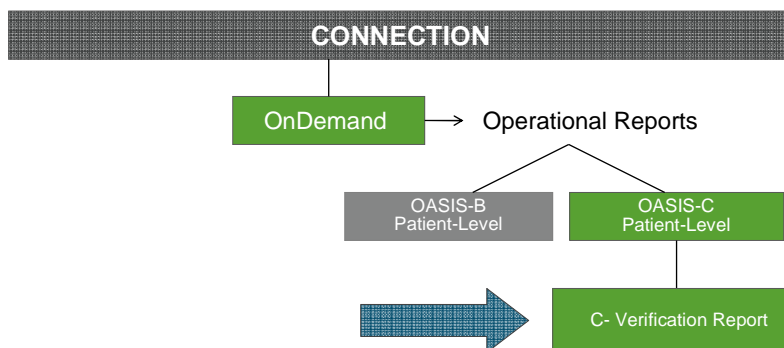 CONNECTION
OnDemand
Operational Reports
OASIS-B
Patient-Level
OASIS-C
Patient-Level
C- Verification Report